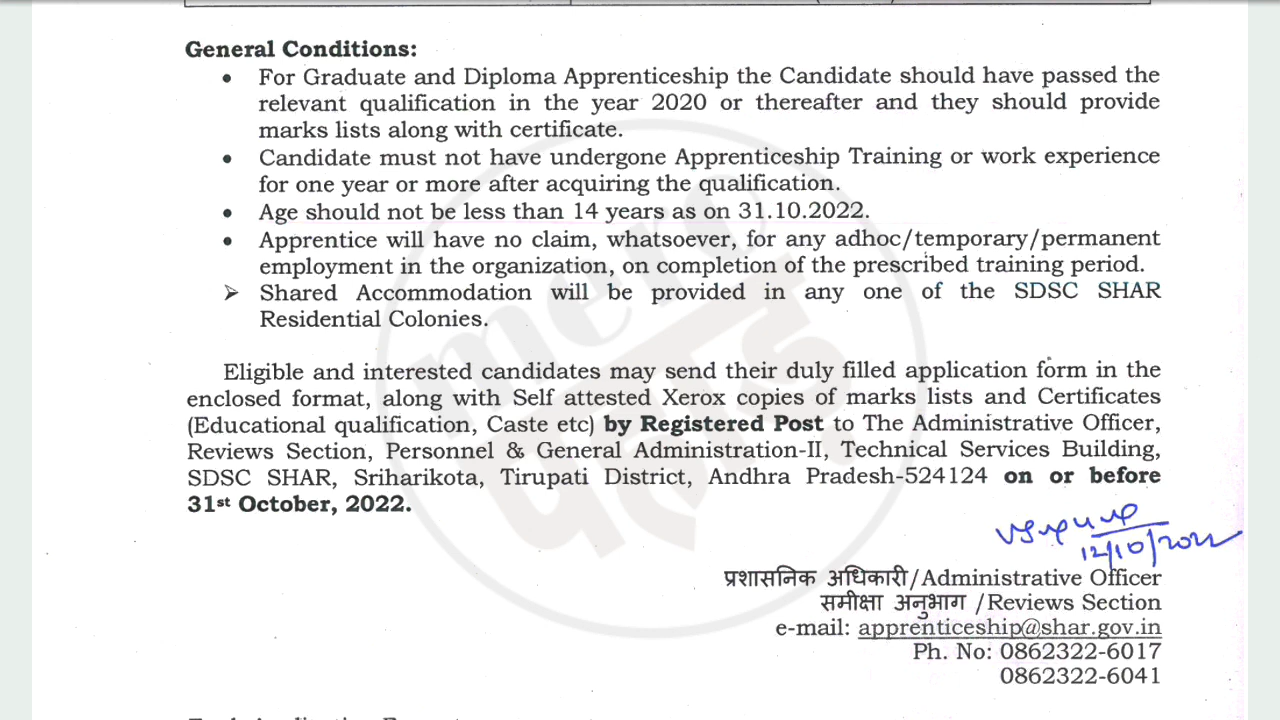 General Conditions:
• For Graduate and Diploma Apprenticeship the Candidate should have passed the
relevant qualification in the year 2020 or thereafter and they should provide
marks lists along with certificate.
• Candidate must not have undergone Apprenticeship Training or work experience
for one year or more after acquiring the qualification.
• Age should not be less than 14 years as on 31.10.2022.
• Apprentice will have no claim, whatsoever, for any adhoc/temporary/permanent
employment in the organization, on completion of the prescribed training period.
➢ Shared Accommodation will be provided in any one of the SDSC SHAR
Residential Colonies.
Eligible and interested candidates may send their duly filled application form in the
enclosed format, along with Self attested Xerox copies of marks lists and Certificates
(Educational qualification, Caste etc) by Registered Post to The Administrative Officer,
Reviews Section, Personnel & General Administration-II, Technical Services Building,
SDSC SHAR, Sriharikota, Tirupati District, Andhra Pradesh-524124 on or before
31st October, 2022.
12/10/2022
प्रशासनिक अधिकारी/Administrative Officer
समीक्षा अनुभाग /Reviews Section
e-mail: apprenticeship@shar.gov.in
Ph. No: 0862322-6017
0862322-6041
mere